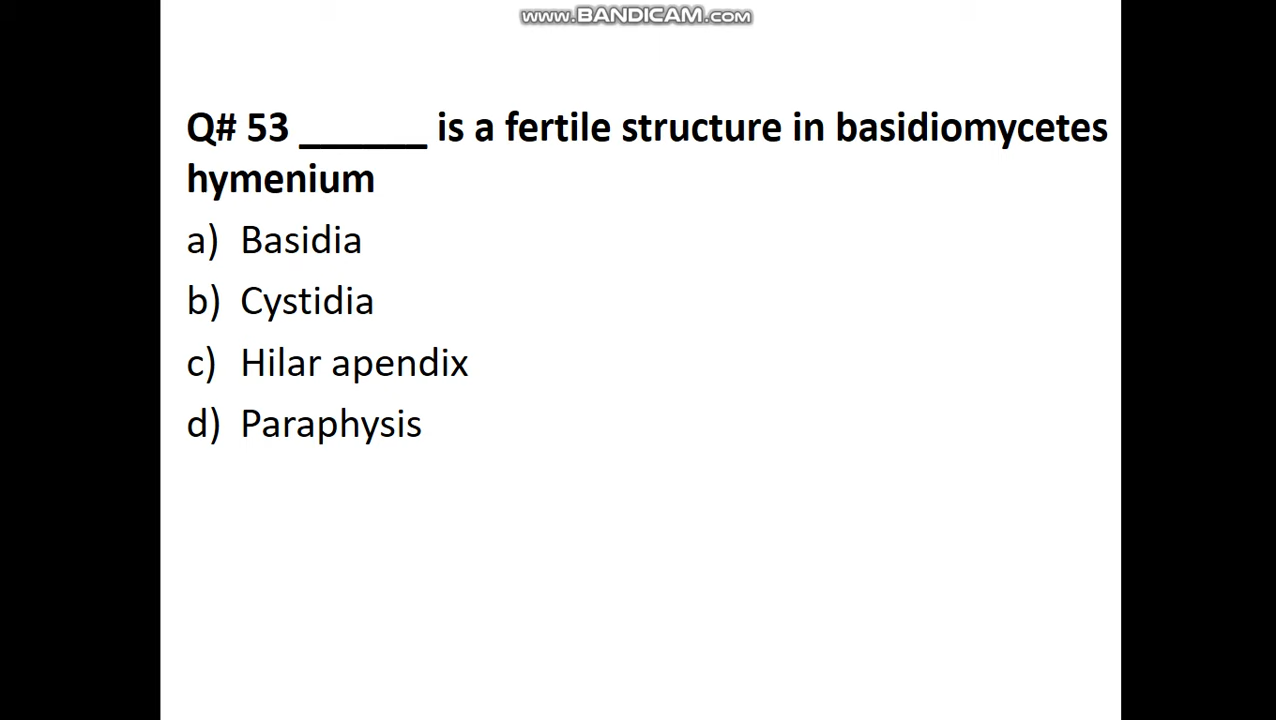 www.BANDICAM.com
Q# 53 ______ is a fertile structure in basidiomycetes
hymenium
a) Basidia
b) Cystidia
c) Hilar apendix
d) Paraphysis